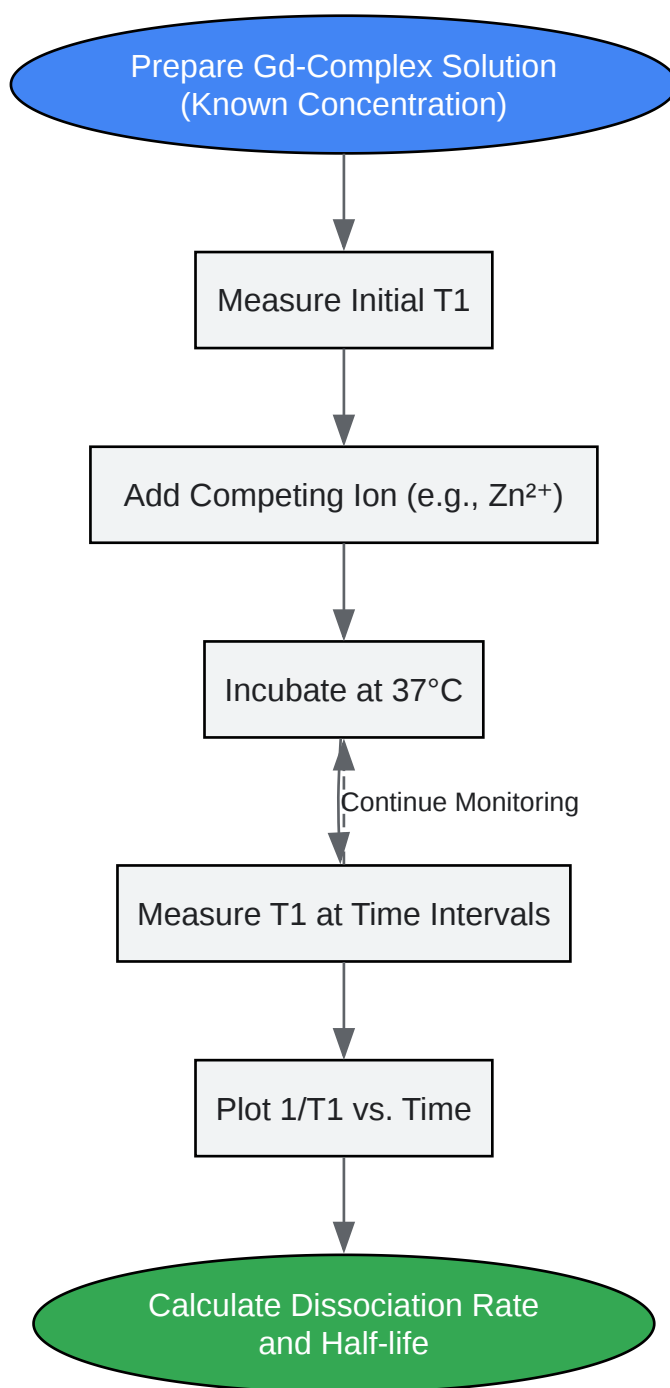 Prepare Gd-Complex Solution
(Known Concentration)
Measure Initial T1
Add Competing Ion (e.g., Zn²⁺)
Incubate at 37°C
Continue Monitoring
Measure T1 at Time Intervals
Plot 1/T1 vs. Time
Calculate Dissociation Rate
and Half-life